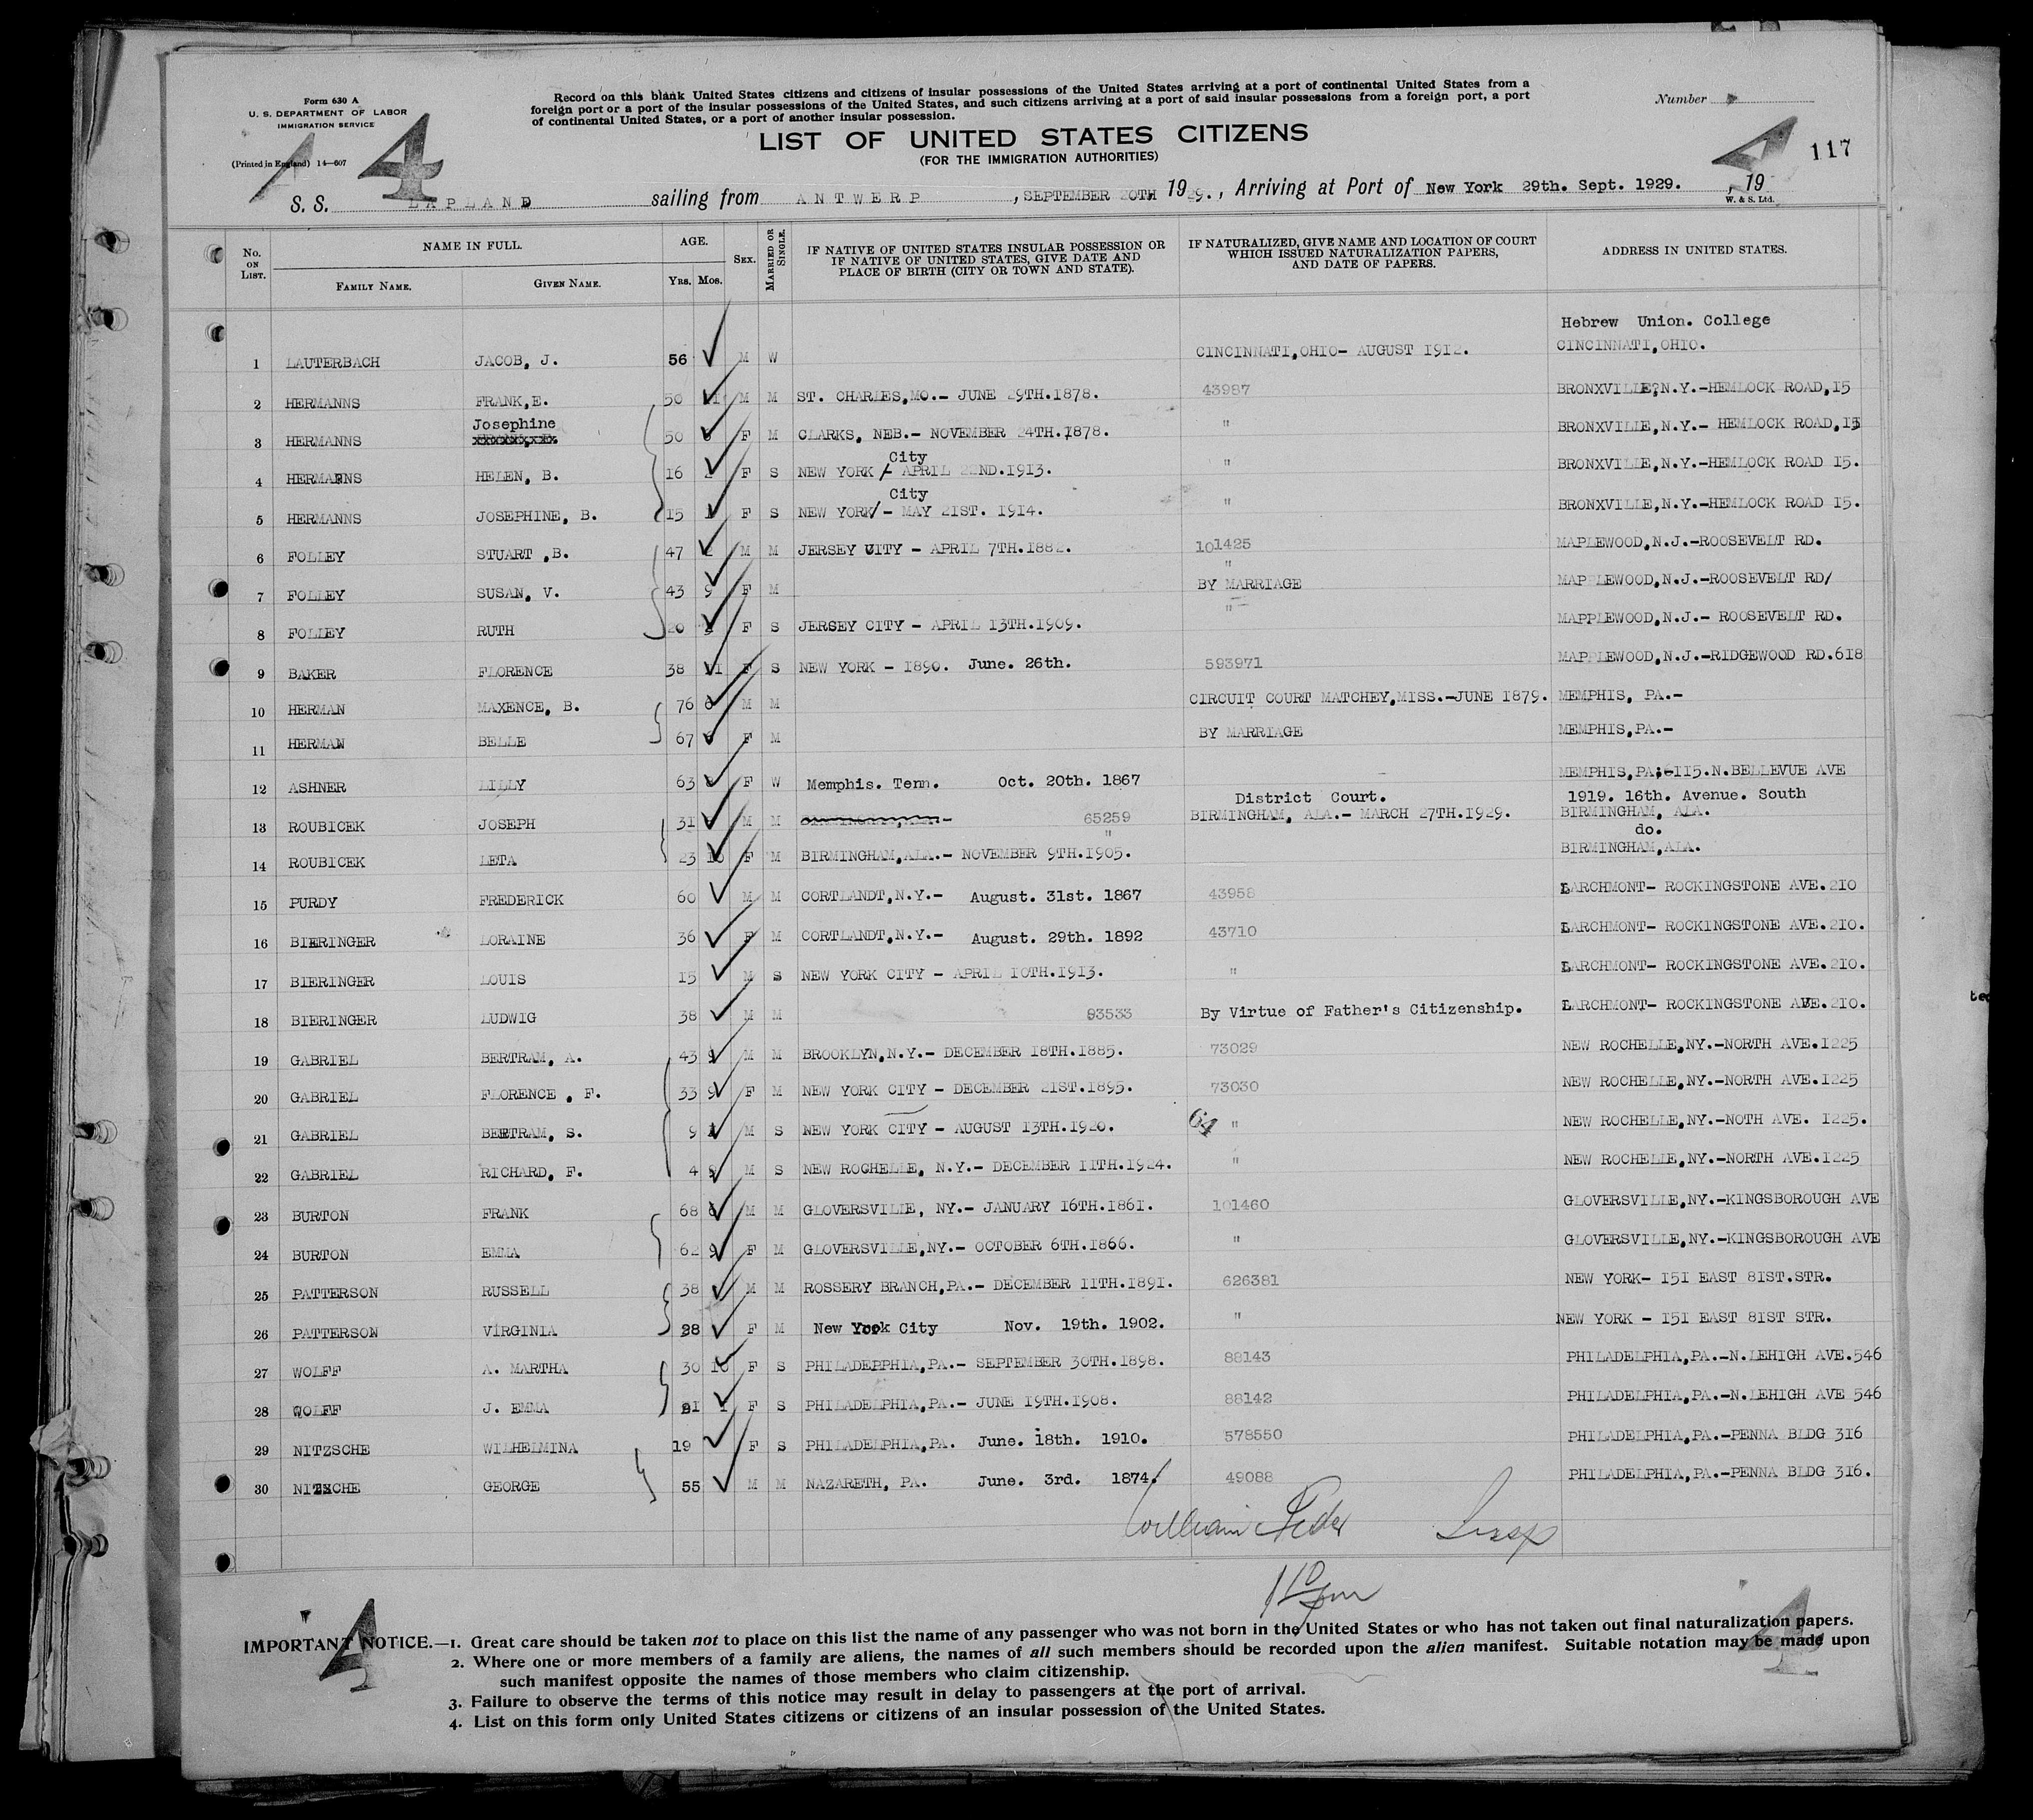 Form 630 A
U. S. DEPARTMENT OF LABOR
IMMIGRATION SERVICE
(Printed in England) 14—607
4
4
117
Record on this blank United States citizens and citizens of insular possessions of the United States arriving at a port of continental United States from a
foreign port or a port of the insular possessions of the United States, and such citizens arriving at a port of said insular possessions from a foreign port, a port
of continental United States, or a port of another insular possession.
Number
LIST OF UNITED STATES CITIZENS
(FOR THE IMMIGRATION AUTHORITIES)
S. S. LAPLAND sailing from ANTWERP, SEPTEMBER 20TH 1929., Arriving at Port of New York 29th. Sept. 1929. , 19
W. & S. Ltd.
No. ON LIST. NAME IN FULL. FAMILY NAME. GIVEN NAME. AGE. YRS. MOS. SEX. MARRIED OR SINGLE. IF NATIVE OF UNITED STATES INSULAR POSSESSION OR IF NATIVE OF UNITED STATES, GIVE DATE AND PLACE OF BIRTH (CITY OR TOWN AND STATE). IF NATURALIZED, GIVE NAME AND LOCATION OF COURT WHICH ISSUED NATURALIZATION PAPERS, AND DATE OF PAPERS. ADDRESS IN UNITED STATES.
Hebrew Union. College
1 LAUTERBACH JACOB, J. 56 M W CINCINNATI,OHIO- AUGUST 1912. CINCINNATI,OHIO.
2 HERMANNS FRANK,E. 50 11 M M ST. CHARLES,MO.- JUNE 29TH.1878. 43987 BRONXVILLE,N.Y.-HEMLOCK ROAD,15
Josephine
3 HERMANNS 50 F M CLARKS, NEB.- NOVEMBER 24TH.1878. " BRONXVILLE,N.Y.- HEMLOCK ROAD,15
City
4 HERMANNS HELEN, B. 16 F S NEW YORK / APRIL 22ND.1913. " BRONXVILLE,N.Y.-HEMLOCK ROAD 15.
City
5 HERMANNS JOSEPHINE, B. 15 F S NEW YORK/- MAY 21ST. 1914. " BRONXVILLE,N.Y.-HEMLOCK ROAD 15.
6 FOLLEY STUART ,B. 47 M M JERSEY CITY - APRIL 7TH.1882. 101425 MAPLEWOOD,N.J.-ROOSEVELT RD.
"
7 FOLLEY SUSAN, V. 43 9 F M BY MARRIAGE MAPPLEWOOD,N.J.-ROOSEVELT RD/
8 FOLLEY RUTH 20 F S JERSEY CITY - APRIL 13TH.1909. " MAPPLEWOOD,N.J.- ROOSEVELT RD.
9 BAKER FLORENCE 38 11 F S NEW YORK - 1890. June. 26th. 593971 MAPPLEWOOD,N.J.-RIDGEWOOD RD.618
10 HERMAN MAXENCE, B. 76 6 M M CIRCUIT COURT MATCHEY,MISS.-JUNE 1879. MEMPHIS, PA.-
11 HERMAN BELLE 67 F M BY MARRIAGE MEMPHIS,PA.-
12 ASHNER LILLY 63 F W Memphis. Tenn. Oct. 20th. 1867 MEMPHIS,PA.-115.N.BELLEVUE AVE
District Court. 1919. 16th. Avenue. South
13 ROUBICEK JOSEPH 31 M M 65259 BIRMINGHAM, ALA.- MARCH 27TH.1929. BIRMINGHAM, ALA.
" do.
14 ROUBICEK LETA 23 10 F M BIRMINGHAM,ALA.- NOVEMBER 9TH.1905. BIRMINGHAM,ALA.
15 PURDY FREDERICK 60 M M CORTLANDT,N.Y.- August. 31st. 1867 43958 LARCHMONT- ROCKINGSTONE AVE.210
16 BIERINGER LORAINE 36 F M CORTLANDT,N.Y.- August. 29th. 1892 43710 LARCHMONT- ROCKINGSTONE AVE.210.
17 BIERINGER LOUIS 15 M S NEW YORK CITY - APRIL 10TH.1913. " LARCHMONT- ROCKINGSTONE AVE.210.
18 BIERINGER LUDWIG 38 M M 93533 By Virtue of Father's Citizenship. LARCHMONT- ROCKINGSTONE AVE.210.
19 GABRIEL BERTRAM, A. 43 9 M M BROOKLYN,N.Y.- DECEMBER 18TH.1885. 73029 NEW ROCHELLE,NY.-NORTH AVE.1225
20 GABRIEL FLORENCE , F. 33 9 F M NEW YORK CITY - DECEMBER 21ST.1895. 73030 NEW ROCHELLE,NY.-NORTH AVE.1225
21 GABRIEL BERTRAM, S. 9 1 M S NEW YORK CITY - AUGUST 13TH.1920. 64 " NEW ROCHELLE,NY.-NOTH AVE. 1225.
22 GABRIEL RICHARD, F. 4 9 M S NEW ROCHELLE, N.Y.- DECEMBER 11TH.1924. " NEW ROCHELLE,NY.-NORTH AVE.1225
23 BURTON FRANK 68 M M GLOVERSVILLE, NY.- JANUARY 16TH.1861. 101460 GLOVERSVILLE,NY.-KINGSBOROUGH AVE
24 BURTON EMMA 62 9 F M GLOVERSVILLE,NY.- OCTOBER 6TH.1866. " GLOVERSVILLE,NY.-KINGSBOROUGH AVE
25 PATTERSON RUSSELL 38 M M ROSSERY BRANCH,PA.- DECEMBER 11TH.1891. 626381 NEW YORK- 151 EAST 81ST.STR.
26 PATTERSON VIRGINIA 28 F M New York City Nov. 19th. 1902. " NEW YORK - 151 EAST 81ST STR.
27 WOLFF A. MARTHA 30 10 F S PHILADEPPHIA,PA.- SEPTEMBER 30TH.1898. 88143 PHILADELPHIA,PA.-N.LEHIGH AVE.546
28 WOLFF J. EMMA 21 1 F S PHILADELPHIA,PA.- JUNE 19TH.1908. 88142 PHILADELPHIA,PA.-N.LEHIGH AVE 546
29 NITZSCHE WILHELMINA 19 F S PHILADELPHIA,PA. June. 18th. 1910. 578550 PHILADELPHIA,PA.-PENNA BLDG 316
30 NITZSCHE GEORGE 55 M M NAZARETH, PA. June. 3rd. 1874. 49088 PHILADELPHIA,PA.-PENNA BLDG 316.
William
4
4
IMPORTANT NOTICE.—1. Great care should be taken not to place on this list the name of any passenger who was not born in the United States or who has not taken out final naturalization papers.
2. Where one or more members of a family are aliens, the names of all such members should be recorded upon the alien manifest. Suitable notation may be made upon
such manifest opposite the names of those members who claim citizenship.
3. Failure to observe the terms of this notice may result in delay to passengers at the port of arrival.
4. List on this form only United States citizens or citizens of an insular possession of the United States.